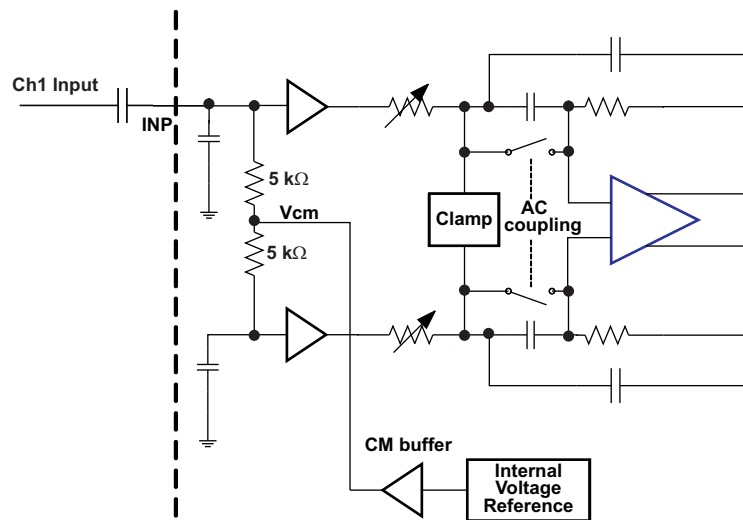 Ch1 Input
INP
5 kΩ
Vcm
5 kΩ
Clamp
AC
coupling
CM buffer
Internal
Voltage
Reference